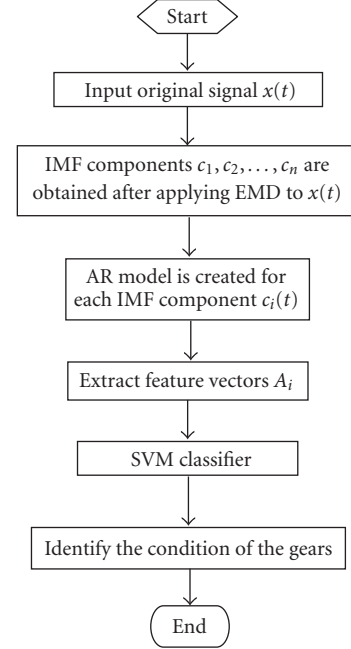 Start
Input original signal x(t)
IMF components c₁, c₂, . . . , cₙ are
obtained after applying EMD to x(t)
AR model is created for
each IMF component cᵢ(t)
Extract feature vectors Aᵢ
SVM classifier
Identify the condition of the gears
End